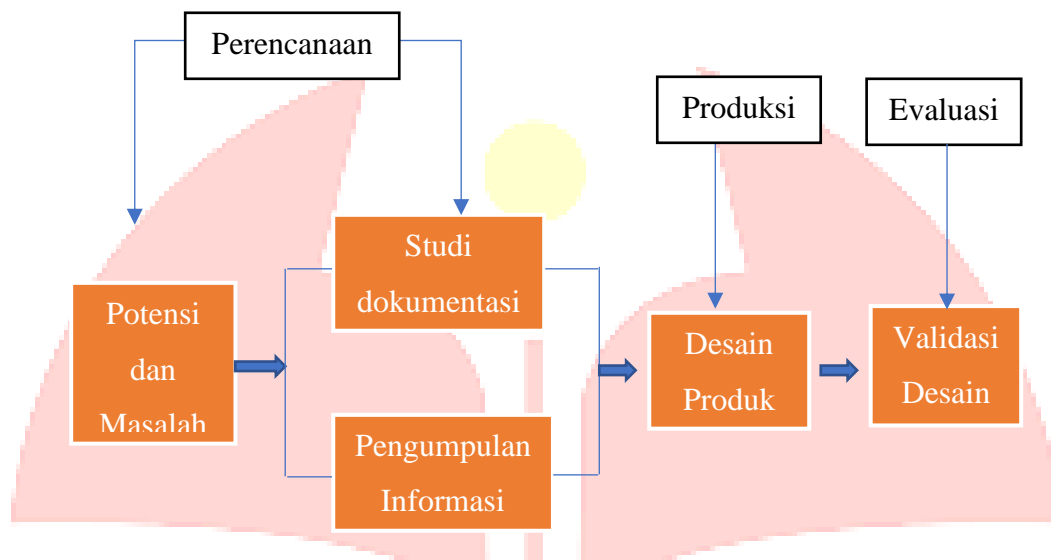 Perencanaan
Produksi
Evaluasi
Studi
dokumentasi
Potensi
dan
Masalah
Desain
Produk
Validasi
Desain
Pengumpulan
Informasi